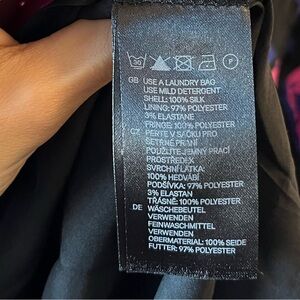 30
P
GB USE A LAUNDRY BAG
USE MILD DETERGENT
SHELL: 100% SILK
LINING: 97% POLYESTER
3% ELASTANE
FRINGE: 100% POLYESTER
CZ PERTE V SÁČKU PRO
ŠETRNÉ PRANÍ
POUŽIJTE JEMNÝ PRACÍ
PROSTŘEDEK
SVRCHNÍ LÁTKA:
100% HEDVÁBÍ
PODŠÍVKA: 97% POLYESTER
3% ELASTAN
TŘÁSNĚ: 100% POLYESTER
DE WÄSCHEBEUTEL
VERWENDEN
FEINWASCHMITTEL
VERWENDEN
OBERMATERIAL: 100% SEIDE
FUTTER: 97% POLYESTER